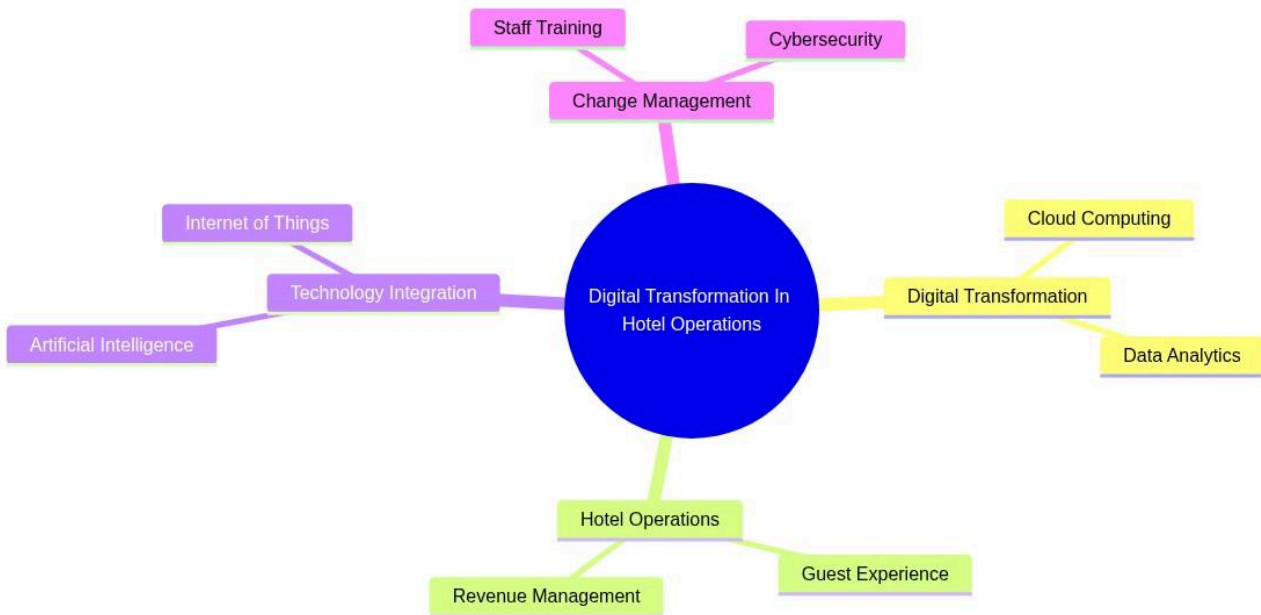 Staff Training
Cybersecurity
Change Management
Internet of Things
Cloud Computing
Technology Integration
Digital Transformation In
Hotel Operations
Digital Transformation
Artificial Intelligence
Data Analytics
Hotel Operations
Guest Experience
Revenue Management